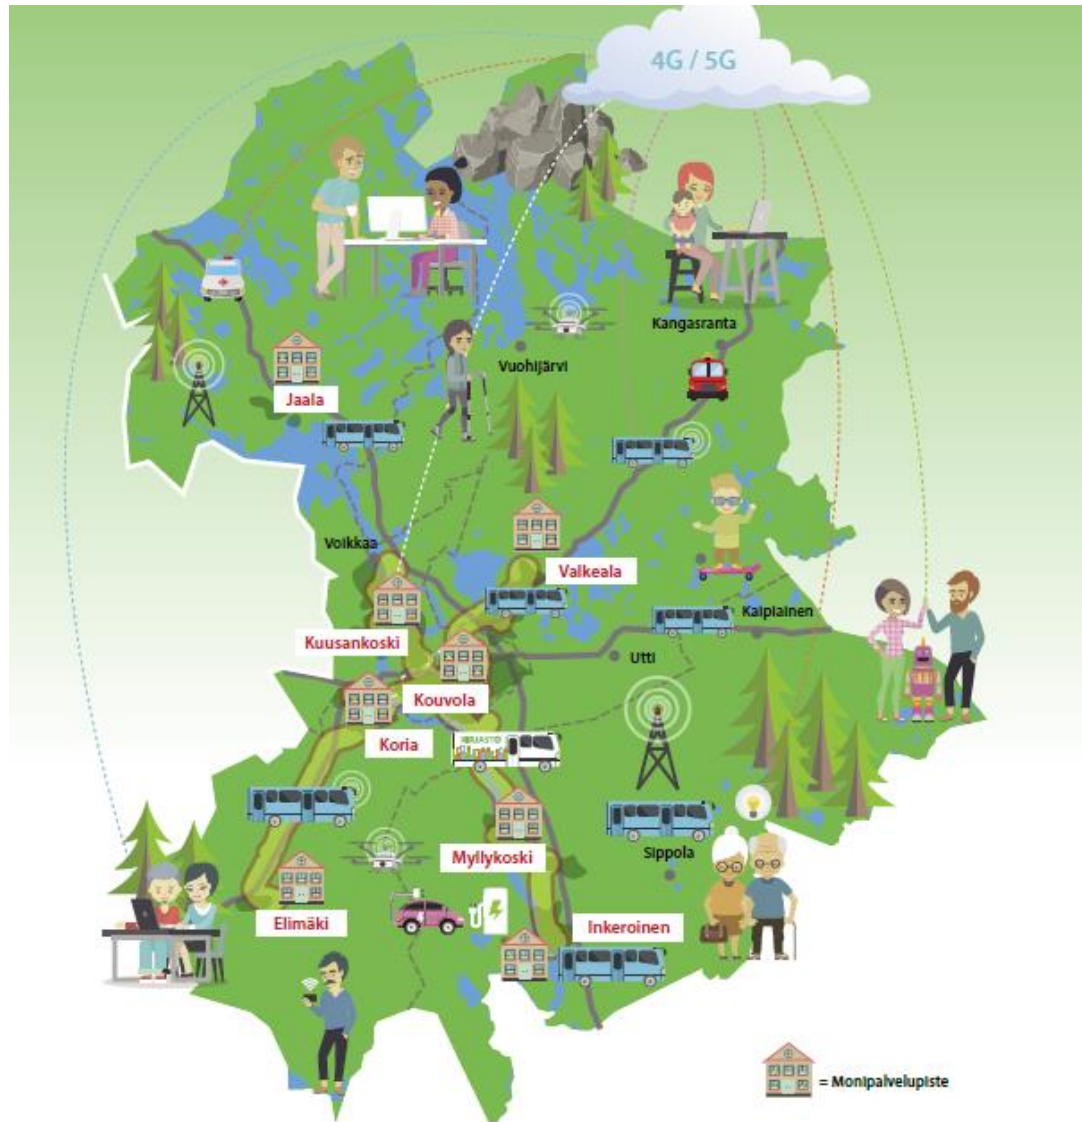 4G / 5G
Kangasranta
Vuohijärvi
Jaala
Voikkaa
Valkeala
Kaipiainen
Kuusankoski
Utti
Kouvola
Koria
KIRJASTO
Myllykoski
Sippola
Elimäki
Inkeroinen
= Monipalvelupiste